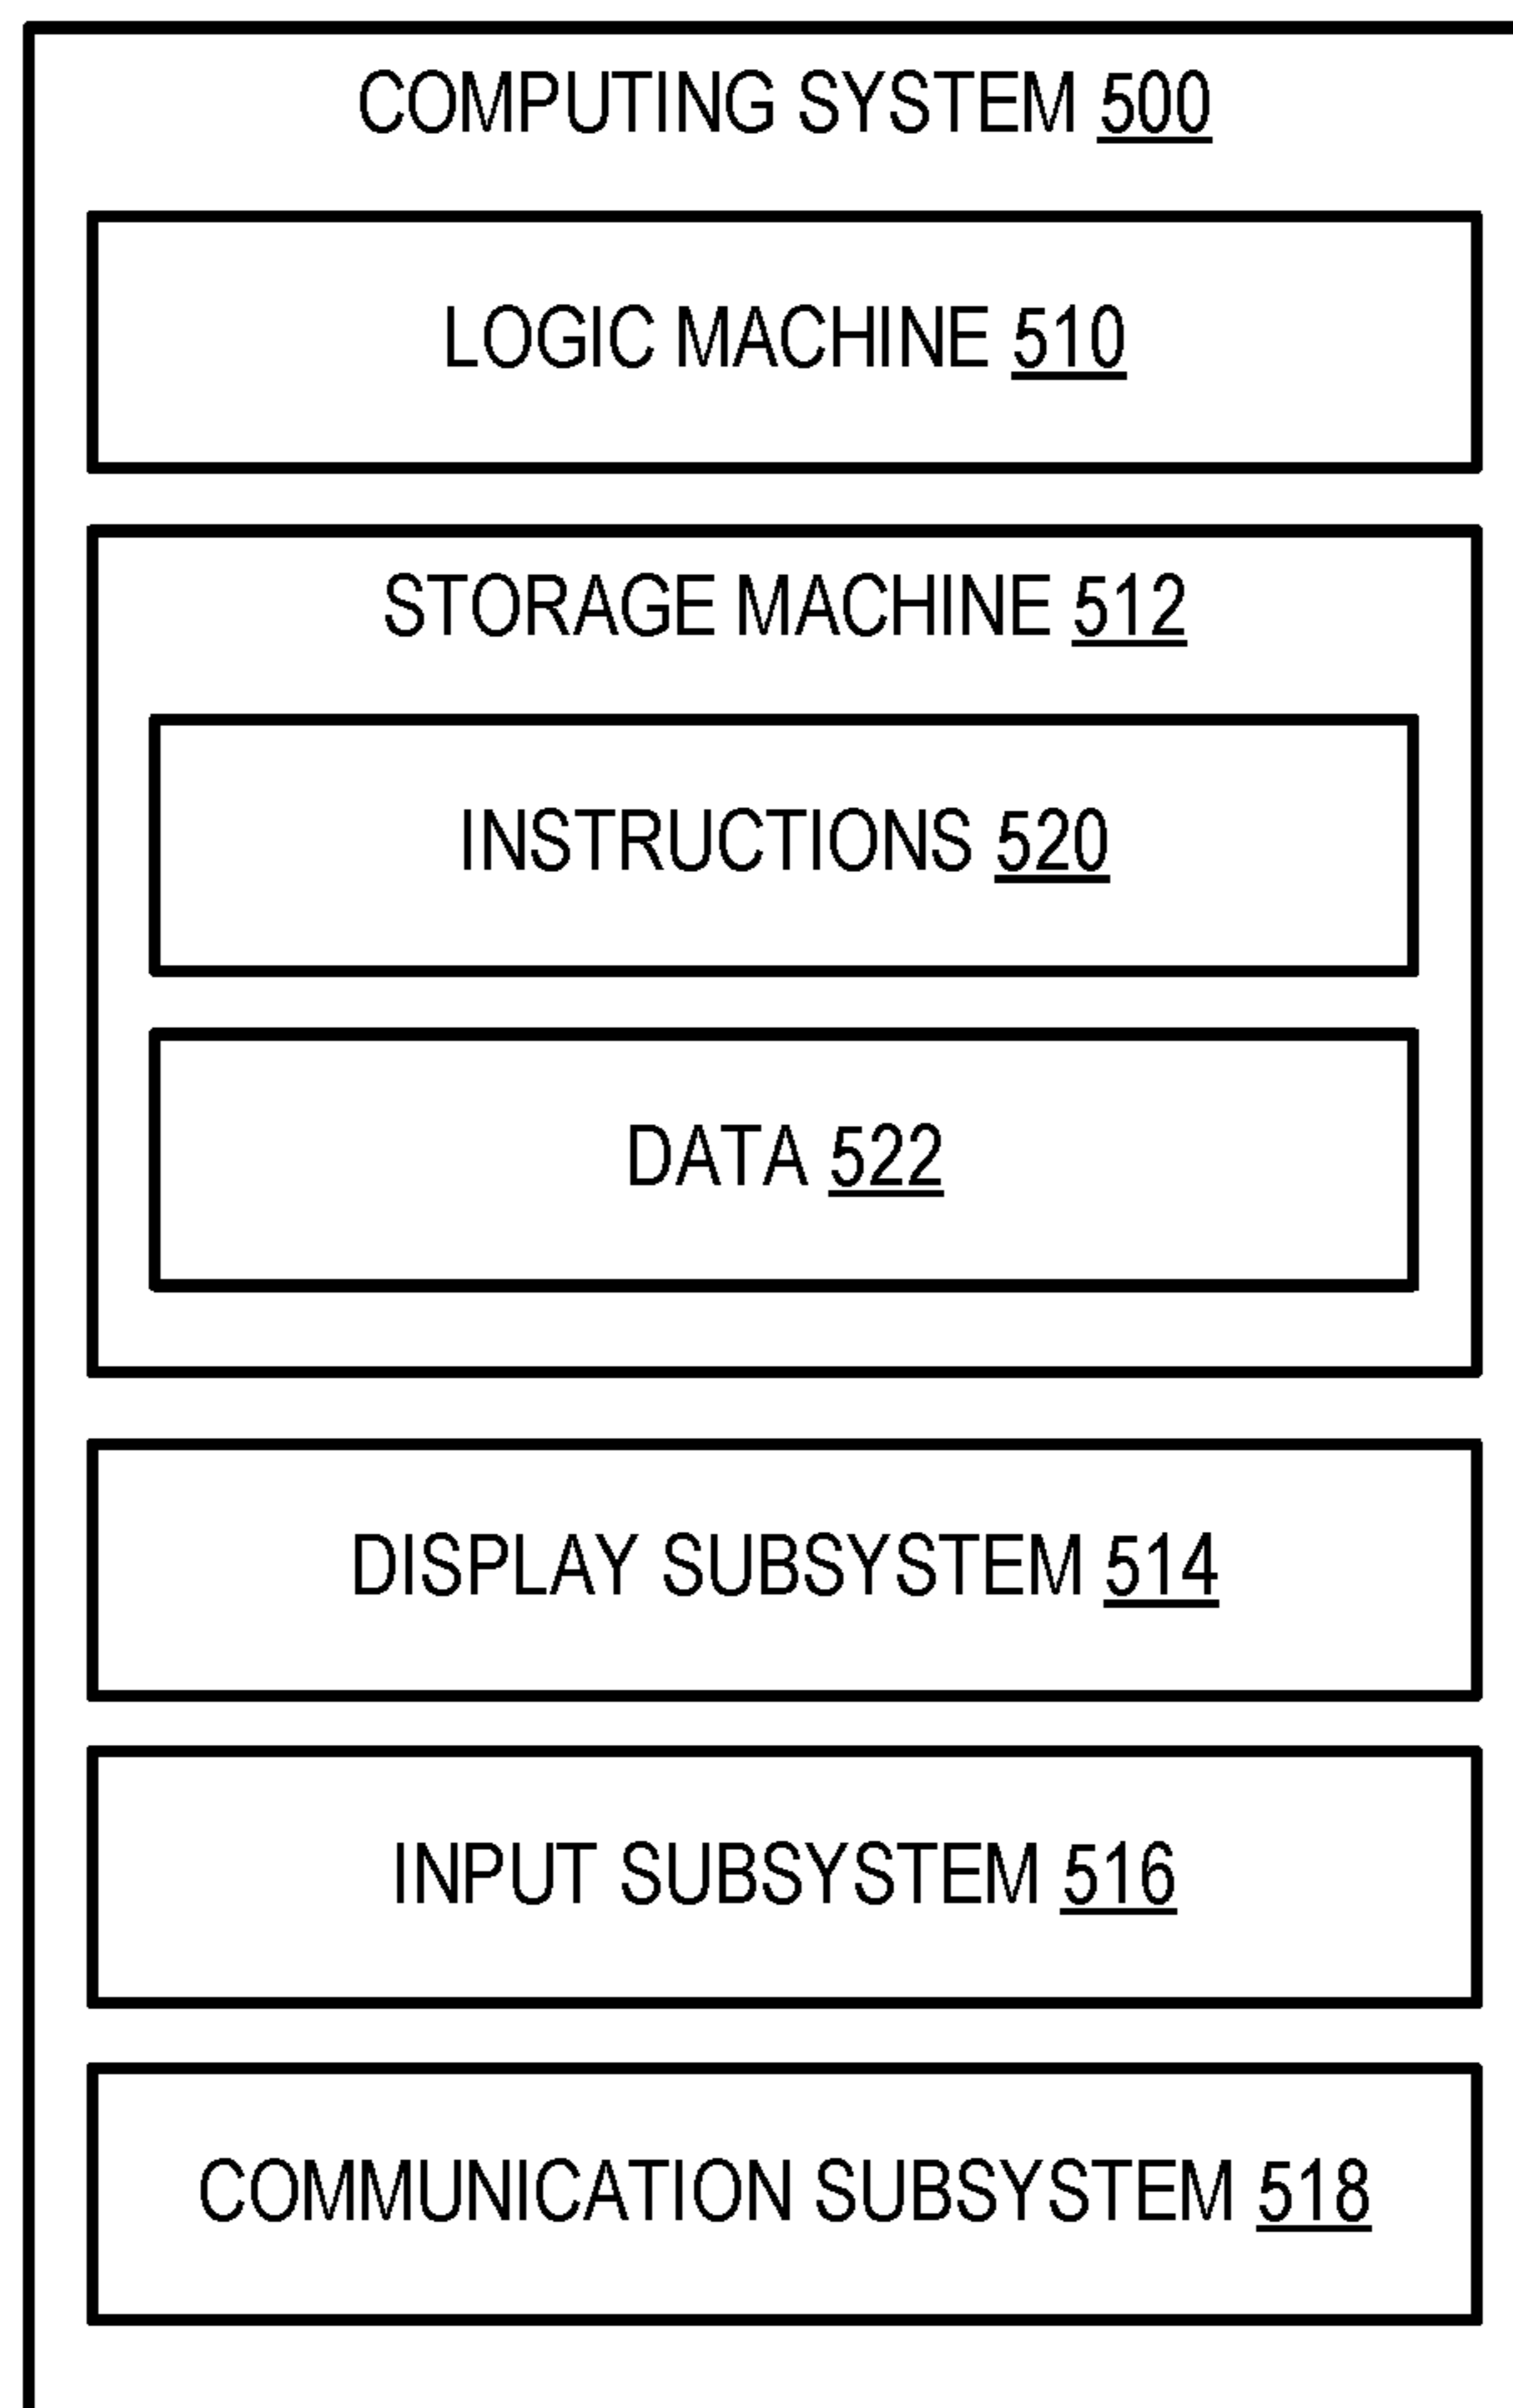 COMPUTING SYSTEM 500
LOGIC MACHINE 510
STORAGE MACHINE 512
INSTRUCTIONS 520
DATA 522
DISPLAY SUBSYSTEM 514
INPUT SUBSYSTEM 516
COMMUNICATION SUBSYSTEM 518